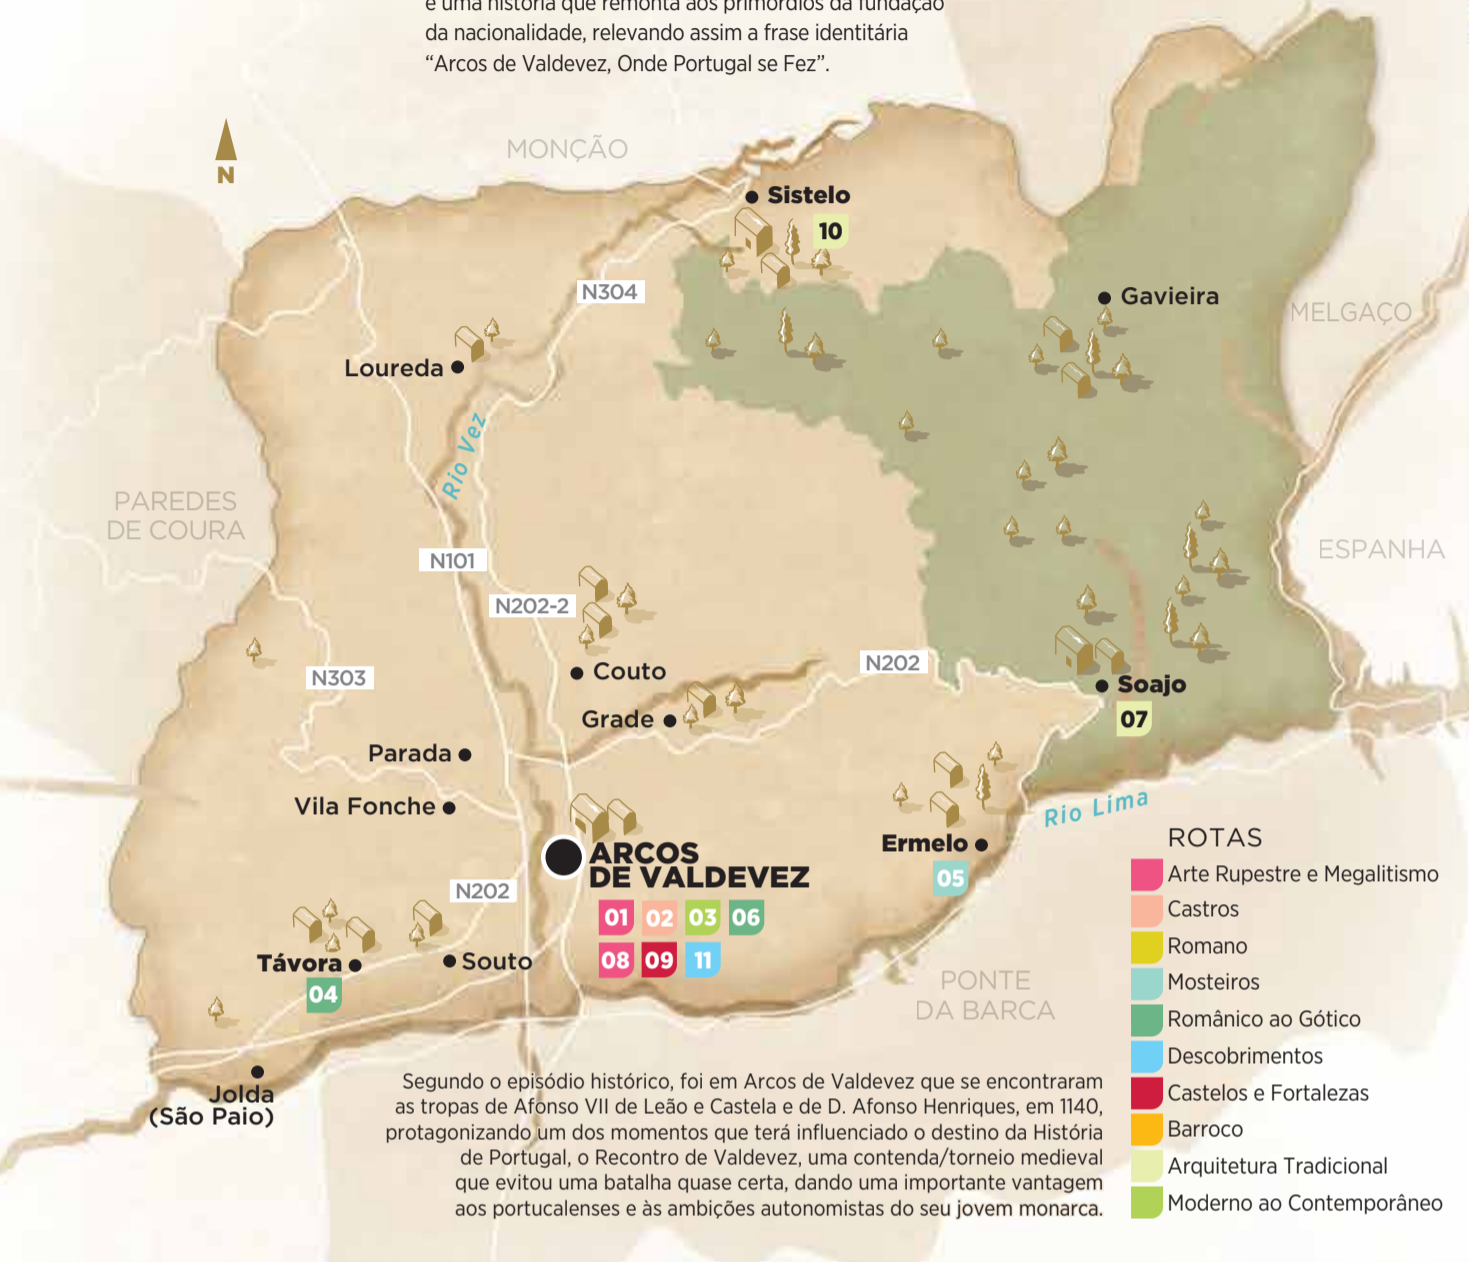 e uma história que remonta aos primórdios da fundação
da nacionalidade, relevando assim a frase identitária
“Arcos de Valdevez, Onde Portugal se Fez”.
N
MONÇÃO
Sistelo
10
N304
Gavieira
MELGAÇO
Loureda
Rio Vez
PAREDES
DE COURA
ESPANHA
N101
N202-2
N303
Couto
N202
Soajo
07
Grade
Parada
Vila Fonche
Rio Lima
Ermelo
05
ARCOS
DE VALDEVEZ
01 02 03 06
08 09 11
N202
Távora
04
Souto
PONTE
DA BARCA
Jolda
(São Paio)
ROTAS
Arte Rupestre e Megalitismo
Castros
Romano
Mosteiros
Românico ao Gótico
Descobrimentos
Castelos e Fortalezas
Barroco
Arquitetura Tradicional
Moderno ao Contemporâneo
Segundo o episódio histórico, foi em Arcos de Valdevez que se encontraram
as tropas de Afonso VII de Leão e Castela e de D. Afonso Henriques, em 1140,
protagonizando um dos momentos que terá influenciado o destino da História
de Portugal, o Recontro de Valdevez, uma contenda/torneio medieval
que evitou uma batalha quase certa, dando uma importante vantagem
aos portucalenses e às ambições autonomistas do seu jovem monarca.